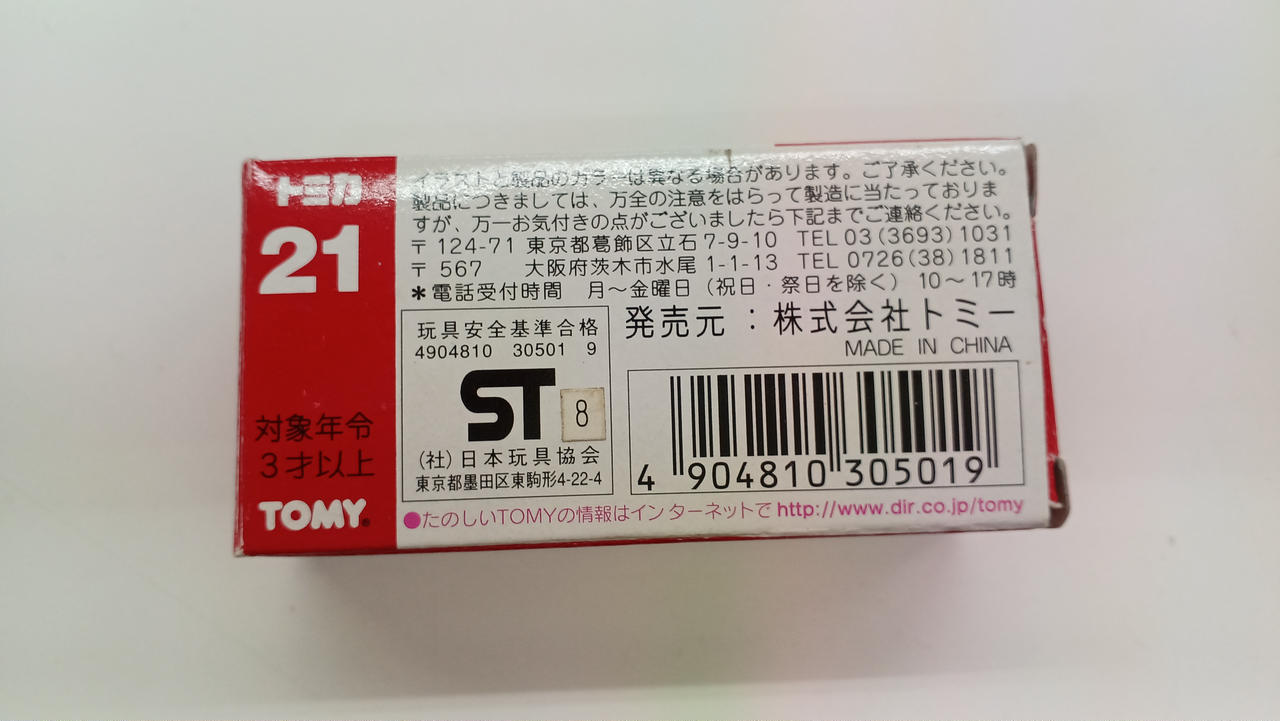 トミカ
21
対象年令
3才以上
TOMY
イラストと製品のカラーは異なる場合があります。ご了承ください。
製品につきましては、万全の注意をはらって製造に当たっておりま
すが、万一お気付きの点がございましたら下記までご連絡ください。
〒124-71 東京都葛飾区立石7-9-10 TEL 03(3693)1031
〒567 大阪府茨木市水尾1-1-13 TEL 0726(38)1811
*電話受付時間 月〜金曜日(祝日・祭日を除く) 10〜17時
玩具安全基準合格
4904810 30501 9
ST
8
(社)日本玩具協会
東京都墨田区東駒形4-22-4
発売元:株式会社トミー
MADE IN CHINA
4 904810 305019
●たのしいTOMYの情報はインターネットで http://www.dir.co.jp/tomy